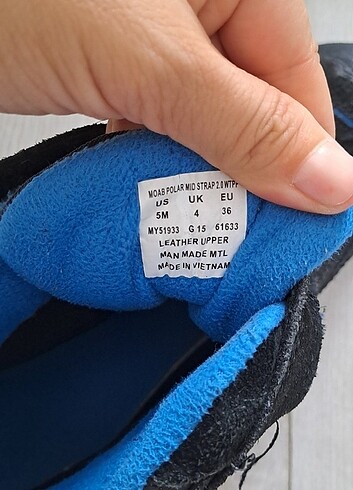 MOAB POLAR MID STRAP 2.0 WTPF
US UK EU
5M 4 36
MY51933 G 15 61633
LEATHER UPPER
MAN MADE MTL
MADE IN VIETNAM